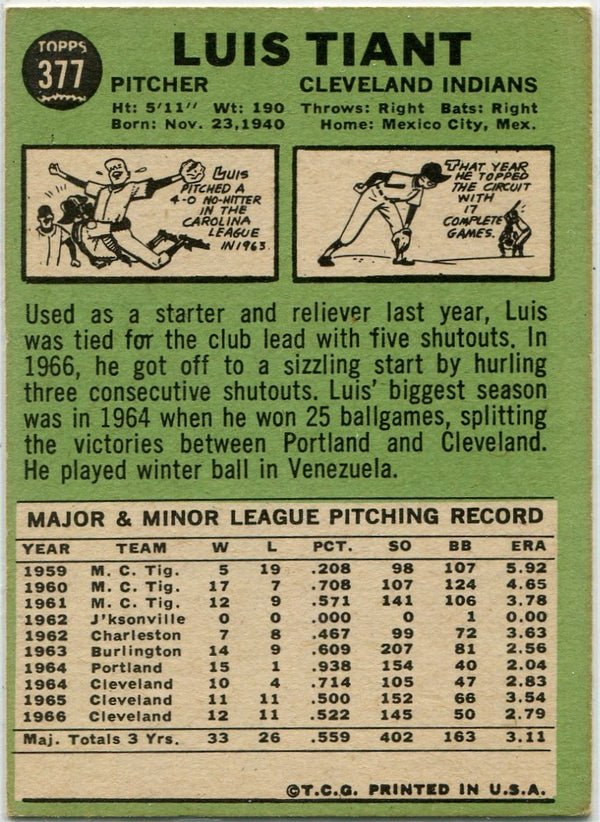 TOPPS
377
LUIS TIANT
PITCHER CLEVELAND INDIANS
Ht: 5'11" Wt: 190 Throws: Right Bats: Right
Born: Nov. 23, 1940 Home: Mexico City, Mex.
LUIS
PITCHED A
4-0 NO-HITTER
IN THE
CAROLINA
LEAGUE
IN 1963.
THAT YEAR
HE TOPPED
THE CIRCUIT
WITH
17
COMPLETE
GAMES.
Used as a starter and reliever last year, Luis
was tied for the club lead with five shutouts. In
1966, he got off to a sizzling start by hurling
three consecutive shutouts. Luis' biggest season
was in 1964 when he won 25 ballgames, splitting
the victories between Portland and Cleveland.
He played winter ball in Venezuela.
MAJOR & MINOR LEAGUE PITCHING RECORD
YEAR TEAM W L PCT. SO BB ERA
1959 M. C. Tig. 5 19 .208 98 107 5.92
1960 M. C. Tig. 17 7 .708 107 124 4.65
1961 M. C. Tig. 12 9 .571 141 106 3.78
1962 J'ksonville 0 0 .000 0 1 0.00
1962 Charleston 7 8 .467 99 72 3.63
1963 Burlington 14 9 .609 207 81 2.56
1964 Portland 15 1 .938 154 40 2.04
1964 Cleveland 10 4 .714 105 47 2.83
1965 Cleveland 11 11 .500 152 66 3.54
1966 Cleveland 12 11 .522 145 50 2.79
Maj. Totals 3 Yrs. 33 26 .559 402 163 3.11
©T.C.G. PRINTED IN U.S.A.